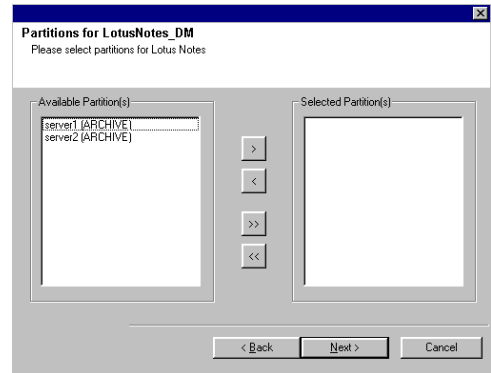 Partitions for LotusNotes_DM
Please select partitions for Lotus Notes
Available Partition(s)
Selected Partition(s)
server1 (ARCHIVE)
server2 (ARCHIVE)
>
<
>>
<<
< Back
Next >
Cancel